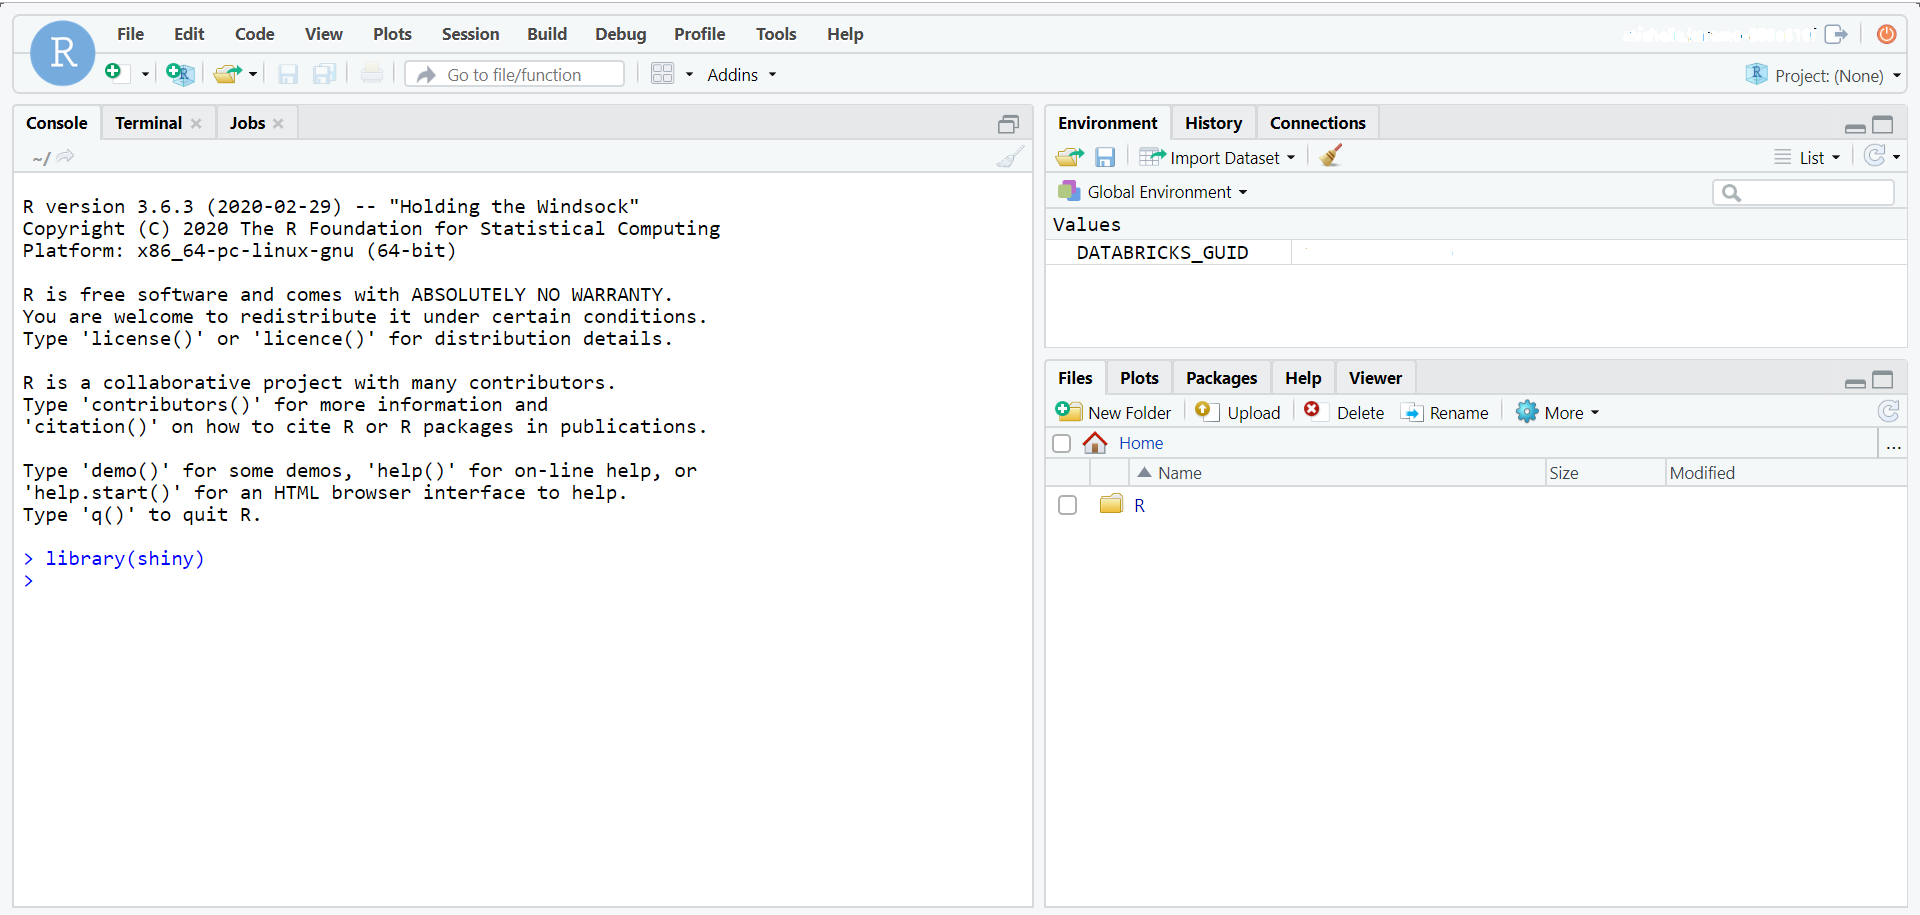 R
File Edit Code View Plots Session Build Debug Profile Tools Help
R Go to file/function Addins
R Project: (None)
Console Terminal Jobs
~/
R version 3.6.3 (2020-02-29) -- "Holding the Windsock"
Copyright (C) 2020 The R Foundation for Statistical Computing
Platform: x86_64-pc-linux-gnu (64-bit)
R is free software and comes with ABSOLUTELY NO WARRANTY.
You are welcome to redistribute it under certain conditions.
Type 'license()' or 'licence()' for distribution details.
R is a collaborative project with many contributors.
Type 'contributors()' for more information and
'citation()' on how to cite R or R packages in publications.
Type 'demo()' for some demos, 'help()' for on-line help, or
'help.start()' for an HTML browser interface to help.
Type 'q()' to quit R.
> library(shiny)
>
Environment History Connections
Import Dataset List
Global Environment
Values
DATABRICKS_GUID
Files Plots Packages Help Viewer
New Folder Upload Delete Rename More
Home ...
Name Size Modified
R